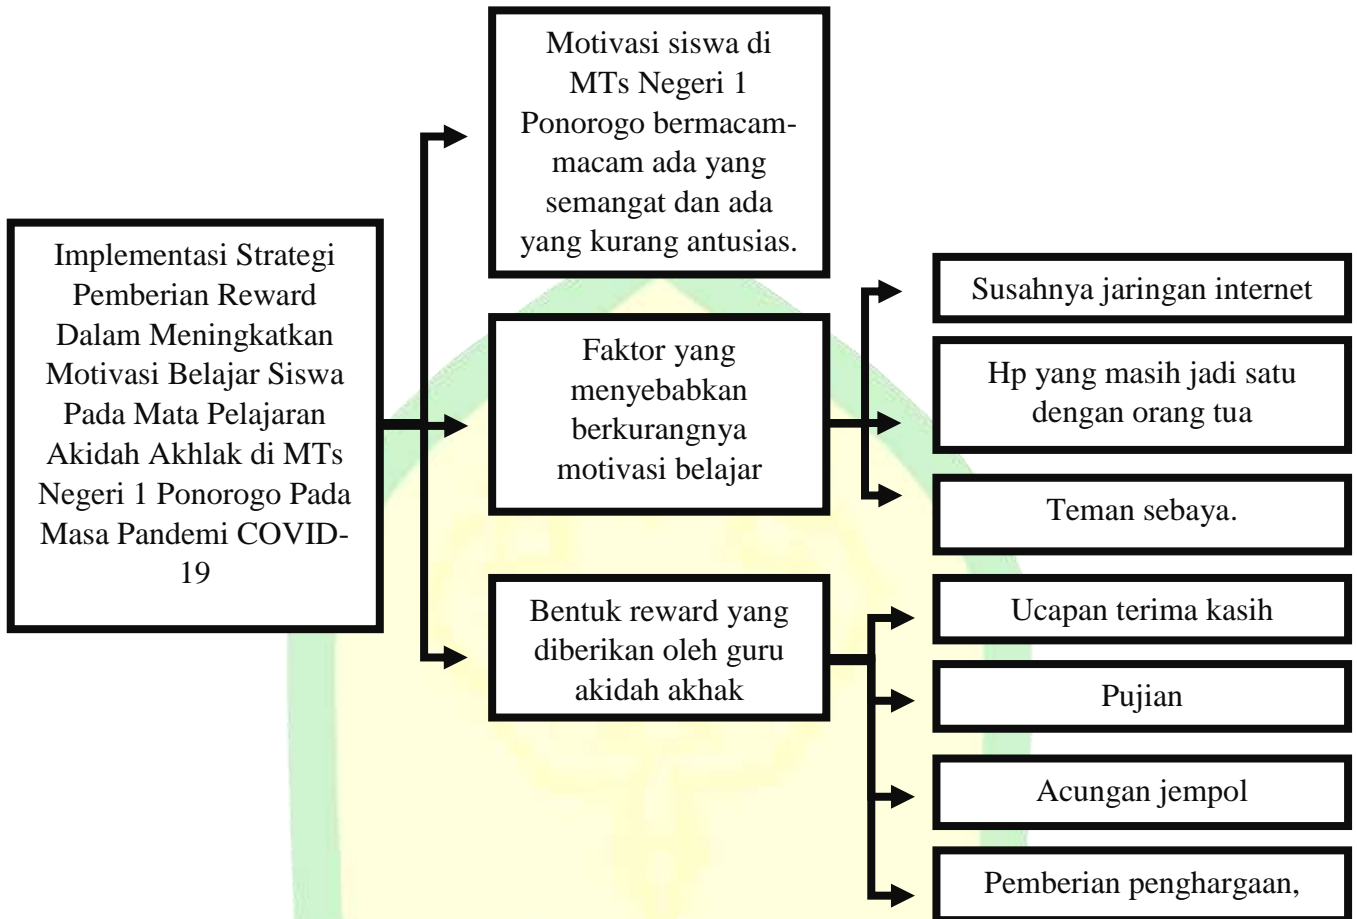 Implementasi Strategi
Pemberian Reward
Dalam Meningkatkan
Motivasi Belajar Siswa
Pada Mata Pelajaran
Akidah Akhlak di MTs
Negeri 1 Ponorogo Pada
Masa Pandemi COVID-
19
Motivasi siswa di
MTs Negeri 1
Ponorogo bermacam-
macam ada yang
semangat dan ada
yang kurang antusias.
Faktor yang
menyebabkan
berkurangnya
motivasi belajar
Susahnya jaringan internet
Hp yang masih jadi satu
dengan orang tua
Teman sebaya.
Bentuk reward yang
diberikan oleh guru
akidah akhak
Ucapan terima kasih
Pujian
Acungan jempol
Pemberian penghargaan,